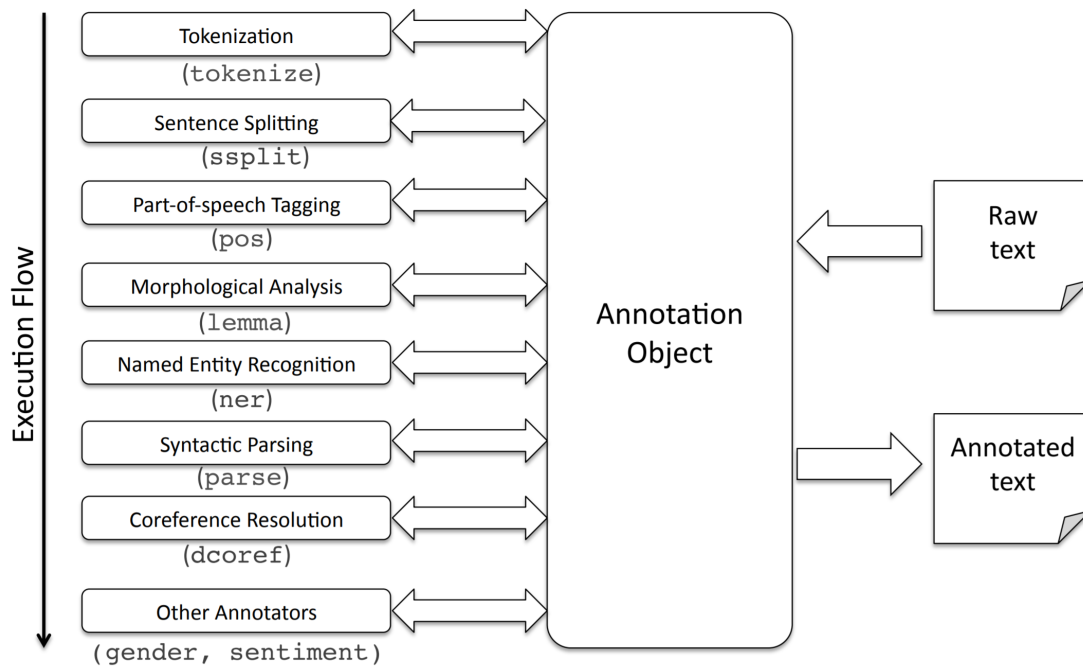 Execution Flow
Tokenization
(tokenize)
Sentence Splitting
(ssplit)
Part-of-speech Tagging
(pos)
Morphological Analysis
(lemma)
Named Entity Recognition
(ner)
Syntactic Parsing
(parse)
Coreference Resolution
(dcoref)
Other Annotators
(gender, sentiment)
Annotation
Object
Raw
text
Annotated
text